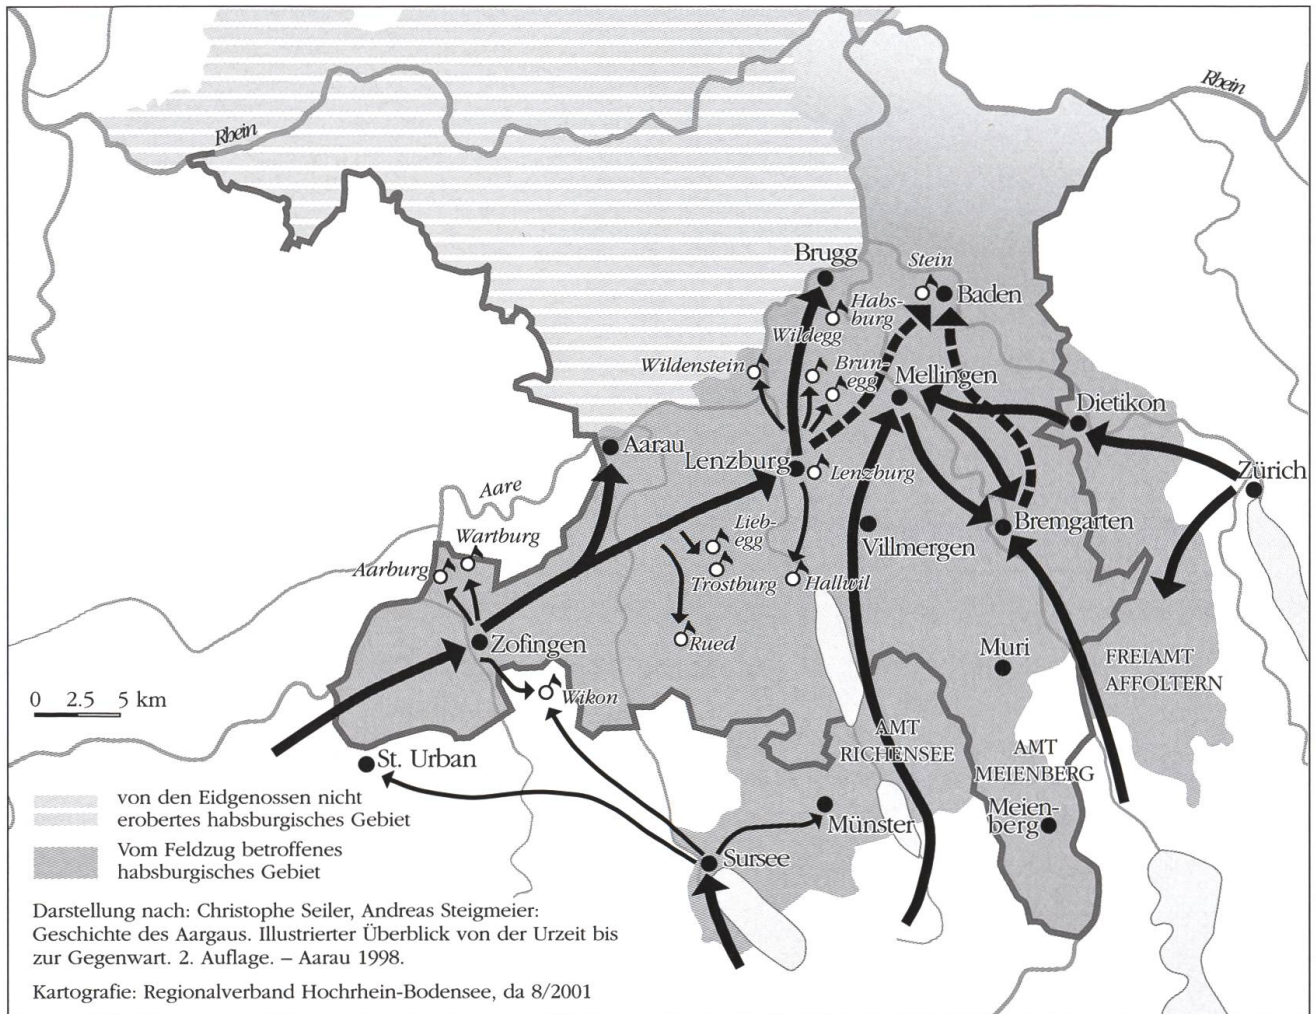 Rhein
Rhein
Brugg
Stein
Baden
Habs-
burg
Wildegg
Wildenstein
Brun-
egg
Mellingen
Dietikon
Aarau
Lenzburg
Lenzburg
Zürich
Aare
Wartburg
Lieb-
egg
Bremgarten
Villmergen
Aarburg
Trostburg
Hallwil
Zofingen
Rued
Muri
FREIAMT
AFFOLTERN
0 2.5 5 km
Wikon
AMT
RICHENSEE
AMT
MEIENBERG
St. Urban
von den Eidgenossen nicht
erobertes habsburgisches Gebiet
Münster
Meien-
berg
Vom Feldzug betroffenes
habsburgisches Gebiet
Sursee
Darstellung nach: Christophe Seiler, Andreas Steigmeier:
Geschichte des Aargaus. Illustrierter Überblick von der Urzeit bis
zur Gegenwart. 2. Auflage. – Aarau 1998.
Kartografie: Regionalverband Hochrhein-Bodensee, da 8/2001